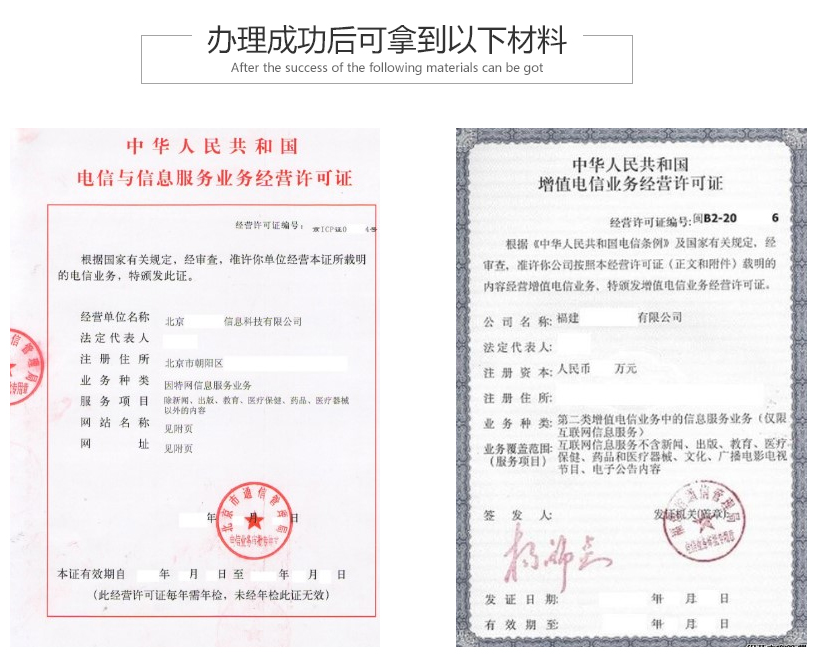 办理成功后可拿到以下材料
After the success of the following materials can be got
中华人民共和国
电信与信息服务业务经营许可证
经营许可证编号： 京ICP证0 4号
根据国家有关规定，经审查，准许你单位经营本证所载明
的电信业务，特颁发此证。
经营单位名称 北京 信息科技有限公司
法定代表人
注册住所 北京市朝阳区
业务种类 因特网信息服务业务
服务项目 除新闻、出版、教育、医疗保健、药品、医疗器械
以外的内容
网站名称 见附页
网址 见附页
北京市通信管理局
年 月 日
本证有效期自 年 月 日 至 年 月 日
（此经营许可证每年需年检，未经年检此证无效）
中华人民共和国
增值电信业务经营许可证
经营许可证编号: 闽B2-20 6
根据《中华人民共和国电信条例》及国家有关规定，经
审查，准许你公司按照本经营许可证（正文和附件）载明的
内容经营增值电信业务，特颁发增值电信业务经营许可证。
公司名称: 福建 有限公司
法定代表人:
注册资本: 人民币 万元
注册住所:
业务种类: 第二类增值电信业务中的信息服务业务（仅限
互联网信息服务）
业务覆盖范围: 互联网信息服务不含新闻、出版、教育、医疗
（服务项目） 保健、药品和医疗器械、文化、广播电影电视
节目、电子公告内容
签发人: 发证机关(盖章)
发证日期: 年 月 日
有效期至: 年 月 日